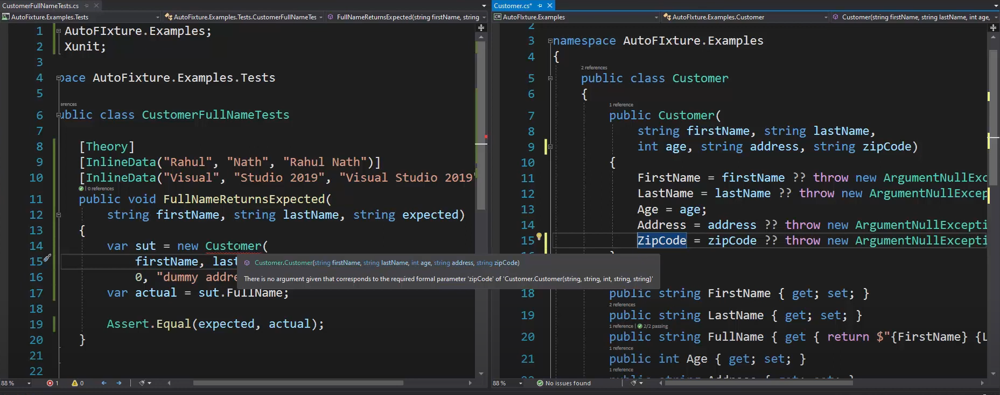 CustomerFullNameTests.cs
AutoFixture.Examples.Tests
AutoFixture.Examples.Tests.CustomerFullNameTes
FullNameReturnsExpected(string firstName, string
1 AutoFIxture.Examples;
2 Xunit;
3
4 pace AutoFixture.Examples.Tests
5
erences
6 ublic class CustomerFullNameTests
7
8 [Theory]
9 [InlineData("Rahul", "Nath", "Rahul Nath")]
10 [InlineData("Visual", "Studio 2019", "Visual Studio 2019"
| 0 references
11 public void FullNameReturnsExpected(
12 string firstName, string lastName, string expected)
13 {
14 var sut = new Customer(
15 firstName, last
16 0, "dummy addre
17 var actual = sut.FullName;
18
19 Assert.Equal(expected, actual);
20 }
21
22
88 % 1 0
Customer.Customer(string firstName, string lastName, int age, string address, string zipCode)
There is no argument given that corresponds to the required formal parameter 'zipCode' of 'Customer.Customer(string, string, int, string, string)'
Customer.cs*
C# AutoFIxture.Examples
AutoFIxture.Examples.Customer
Customer(string firstName, string lastName, int age,
2
3 namespace AutoFIxture.Examples
4 {
2 references
5 public class Customer
6 {
1 reference
7 public Customer(
8 string firstName, string lastName,
9 int age, string address, string zipCode)
10 {
11 FirstName = firstName ?? throw new ArgumentNullExc
12 LastName = lastName ?? throw new ArgumentNullExcep
13 Age = age;
14 Address = address ?? throw new ArgumentNullExcepti
15 ZipCode = zipCode ?? throw new ArgumentNullExcepti
18 public string FirstName { get; set; }
2 references
19 public string LastName { get; set; }
1 reference | 2/2 passing
20 public string FullName { get { return $"{FirstName} {L
1 reference
21 public int Age { get; set; }
1 reference
88 % No issues found